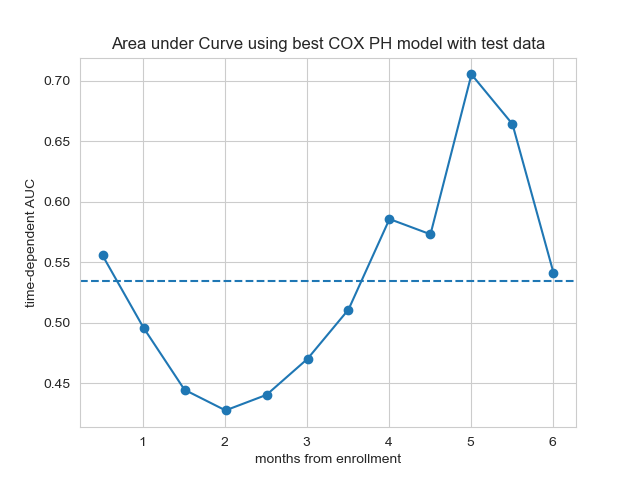 Area under Curve using best COX PH model with test data
time-dependent AUC
0.70
0.65
0.60
0.55
0.50
0.45
1 2 3 4 5 6
months from enrollment